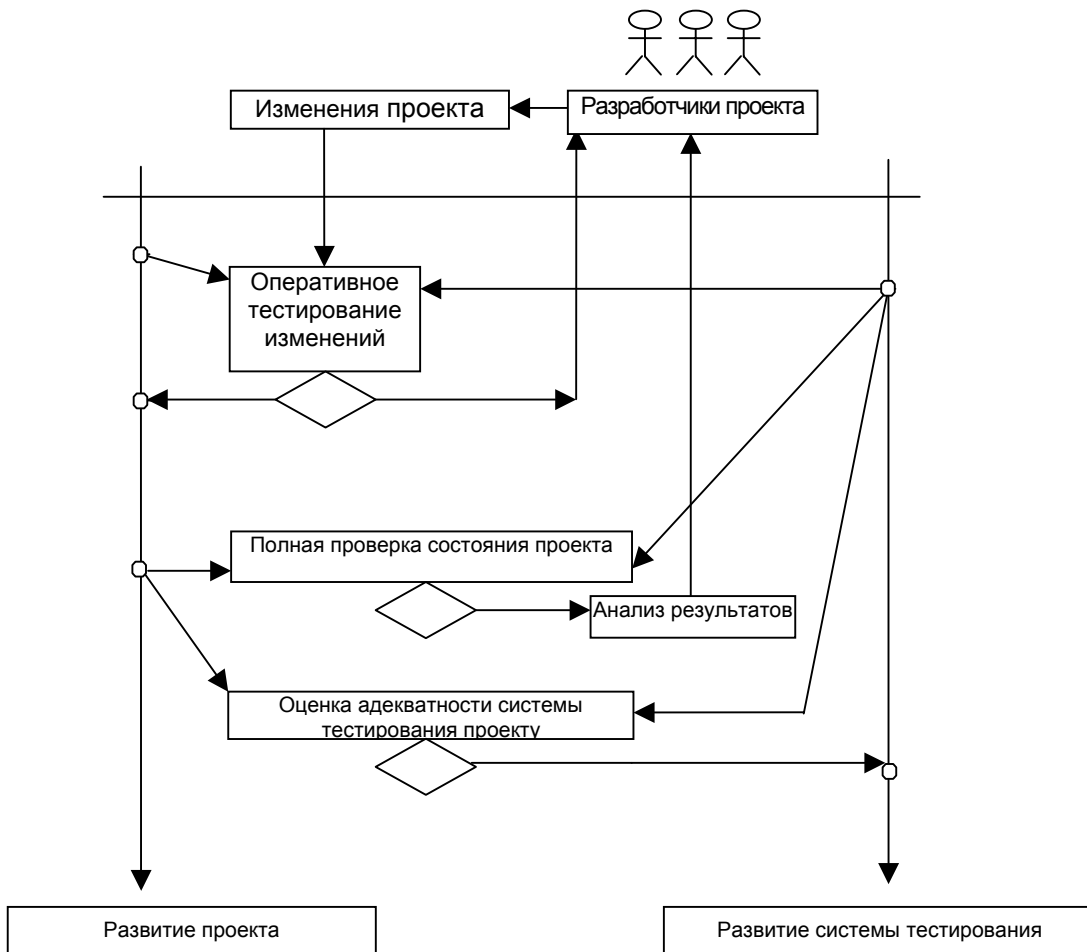 Изменения проекта
Разработчики проекта
Оперативное
тестирование
изменений
Полная проверка состояния проекта
Анализ результатов
Оценка адекватности системы
тестирования проекту
Развитие проекта
Развитие системы тестирования